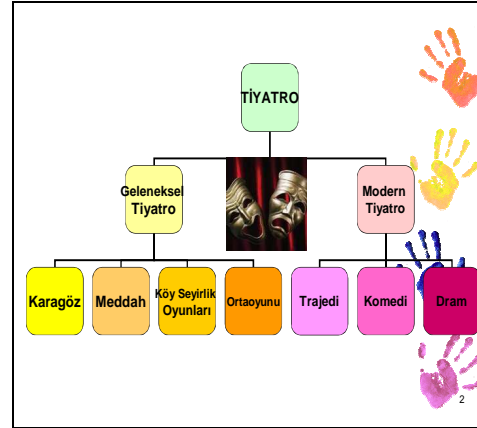 TİYATRO
Geleneksel
Tiyatro
Modern
Tiyatro
Karagöz
Meddah
Köy Seyirlik
Oyunları
Ortaoyunu
Trajedi
Komedi
Dram
2